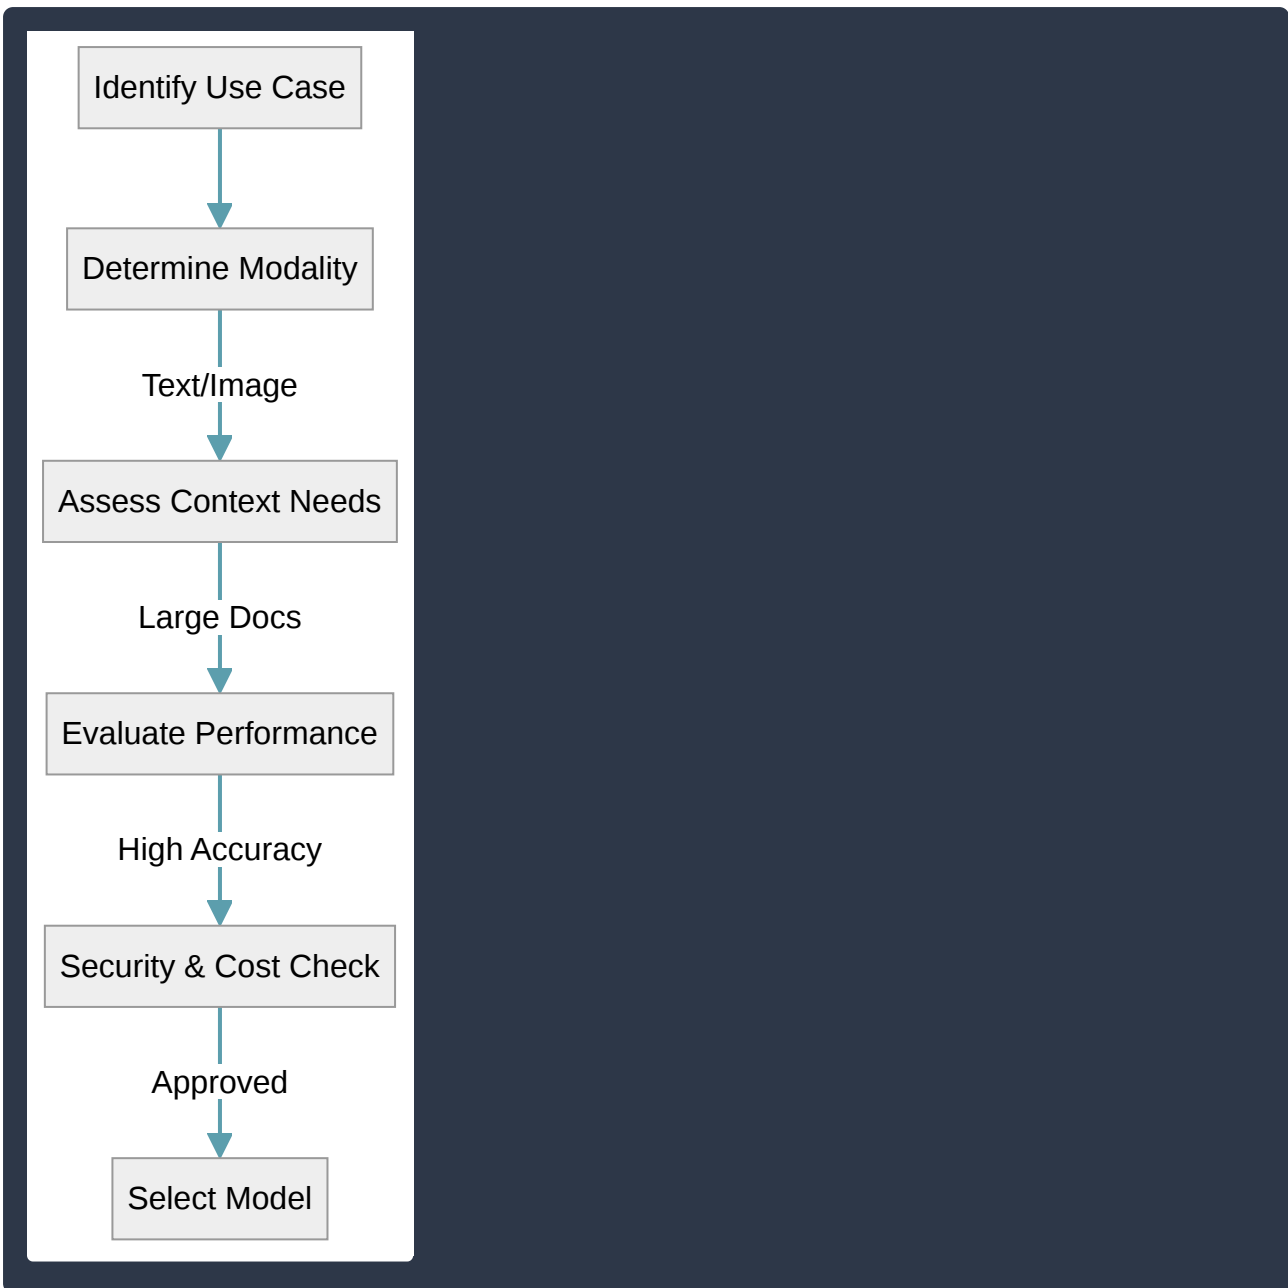 Identify Use Case
Determine Modality
Text/Image
Assess Context Needs
Large Docs
Evaluate Performance
High Accuracy
Security & Cost Check
Approved
Select Model